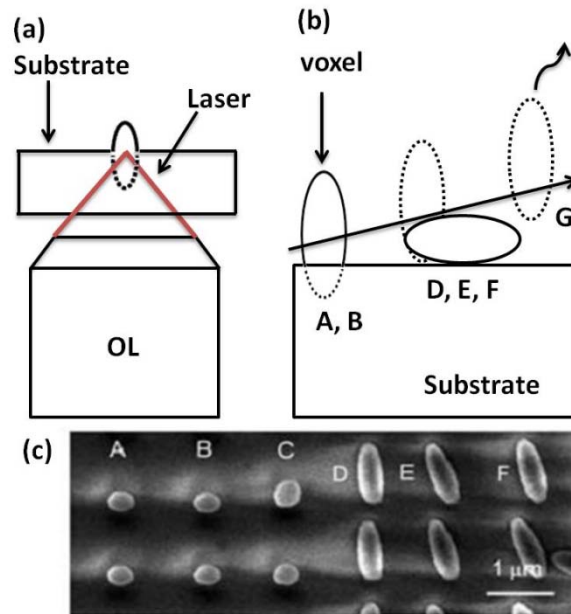 (a)
Substrate
Laser
OL
(b)
voxel
G
D, E, F
A, B
Substrate
(c)
A B C D E F
1 μm